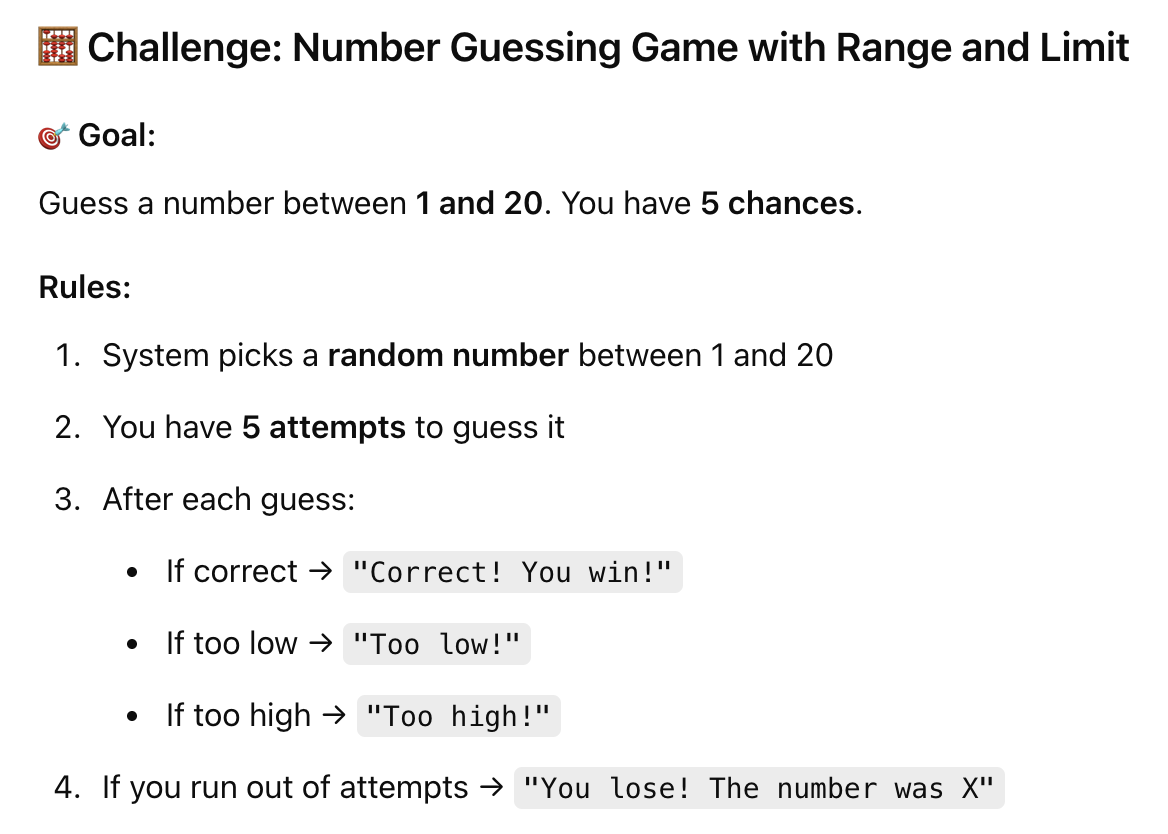 🧮 Challenge: Number Guessing Game with Range and Limit
🎯 Goal:
Guess a number between 1 and 20. You have 5 chances.
Rules:
1. System picks a random number between 1 and 20
2. You have 5 attempts to guess it
3. After each guess:
• If correct → "Correct! You win!"
• If too low → "Too low!"
• If too high → "Too high!"
4. If you run out of attempts → "You lose! The number was X"